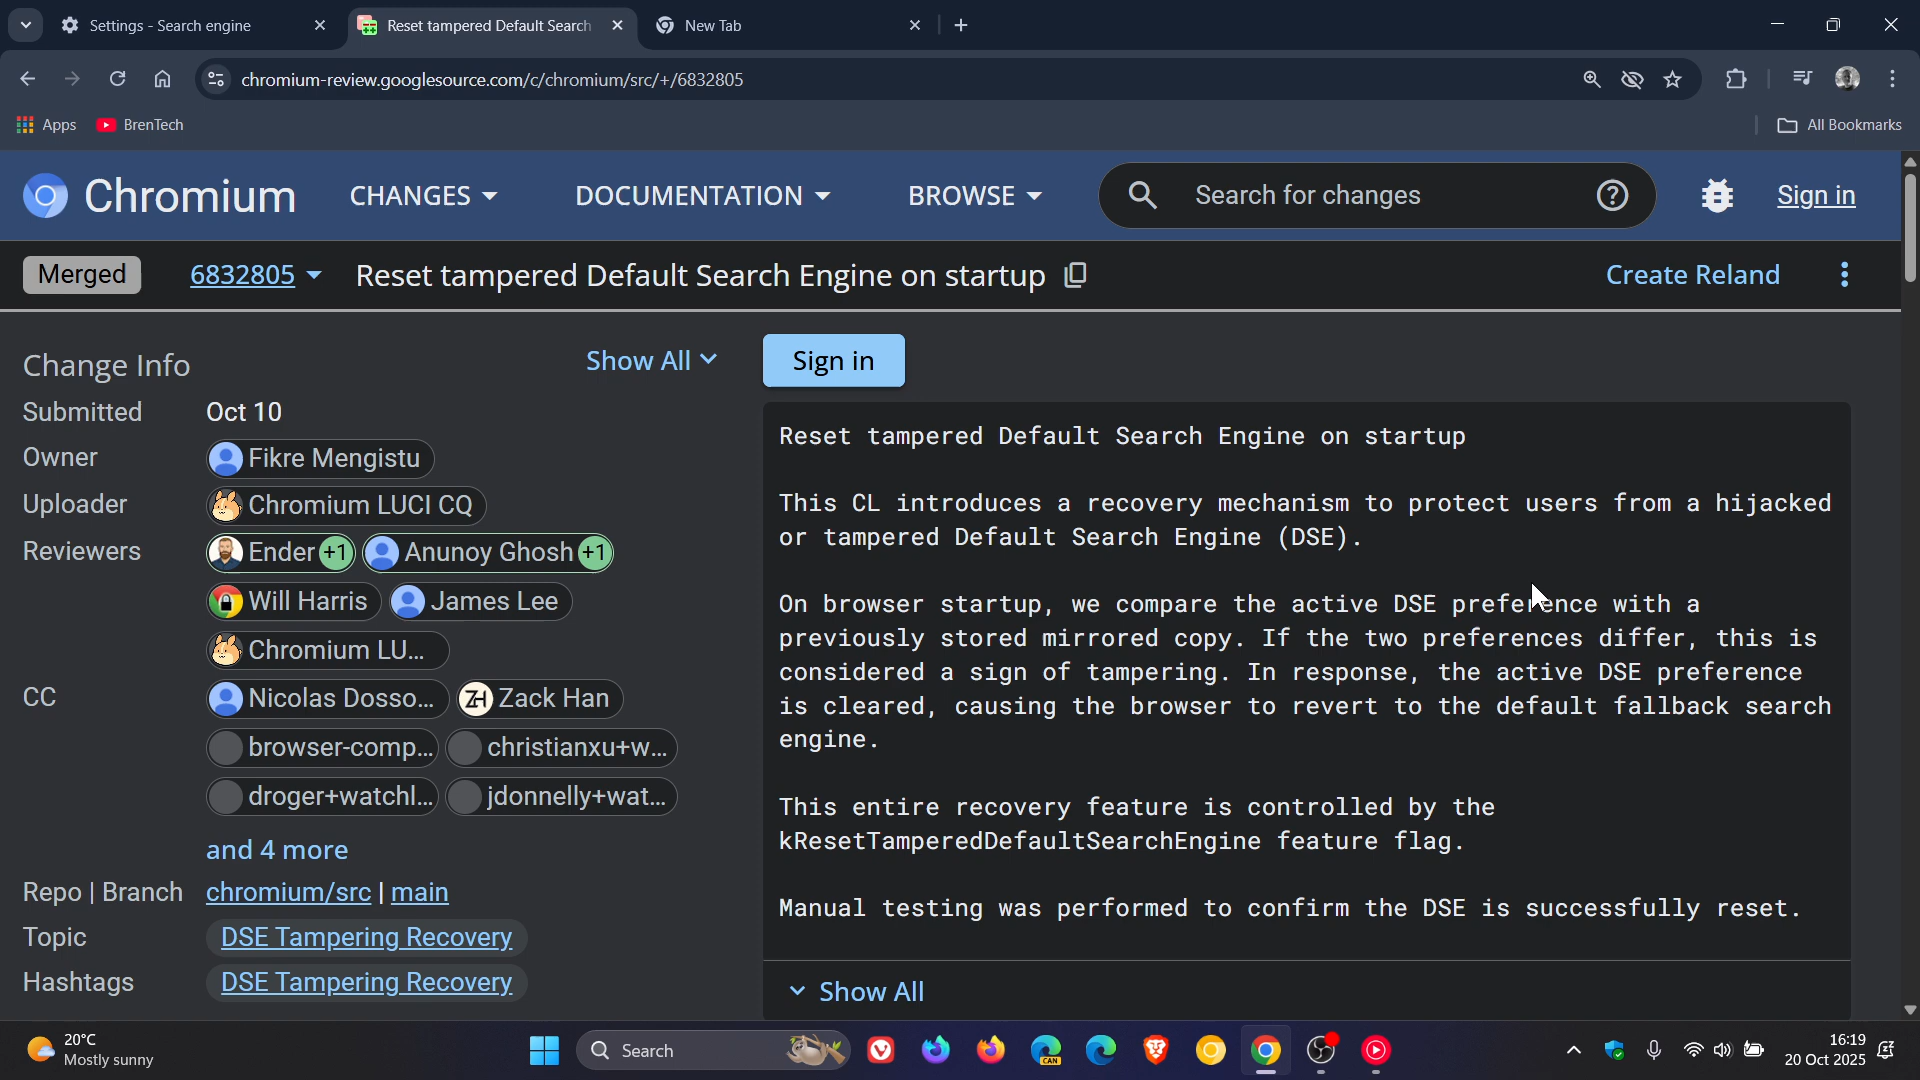 Settings - Search engine
Reset tampered Default Search
New Tab
chromium-review.googlesource.com/c/chromium/src/+/6832805
Apps
BrenTech
All Bookmarks
Chromium
CHANGES
DOCUMENTATION
BROWSE
Search for changes
Sign in
Merged
6832805
Reset tampered Default Search Engine on startup
Create Reland
Change Info
Show All
Submitted
Oct 10
Owner
Fikre Mengistu
Uploader
Chromium LUCI CQ
Reviewers
Ender +1 Anunoy Ghosh +1
Will Harris James Lee
Chromium LU...
CC
Nicolas Dosso... ZH Zack Han
browser-comp... christianxu+w...
droger+watchl... jdonnelly+wat...
and 4 more
Repo | Branch
chromium/src | main
Topic
DSE Tampering Recovery
Hashtags
DSE Tampering Recovery
Sign in
Reset tampered Default Search Engine on startup
This CL introduces a recovery mechanism to protect users from a hijacked
or tampered Default Search Engine (DSE).
On browser startup, we compare the active DSE preference with a
previously stored mirrored copy. If the two preferences differ, this is
considered a sign of tampering. In response, the active DSE preference
is cleared, causing the browser to revert to the default fallback search
engine.
This entire recovery feature is controlled by the
kResetTamperedDefaultSearchEngine feature flag.
Manual testing was performed to confirm the DSE is successfully reset.
Show All
20°C
Mostly sunny
Search
CAN
16:19
20 Oct 2025